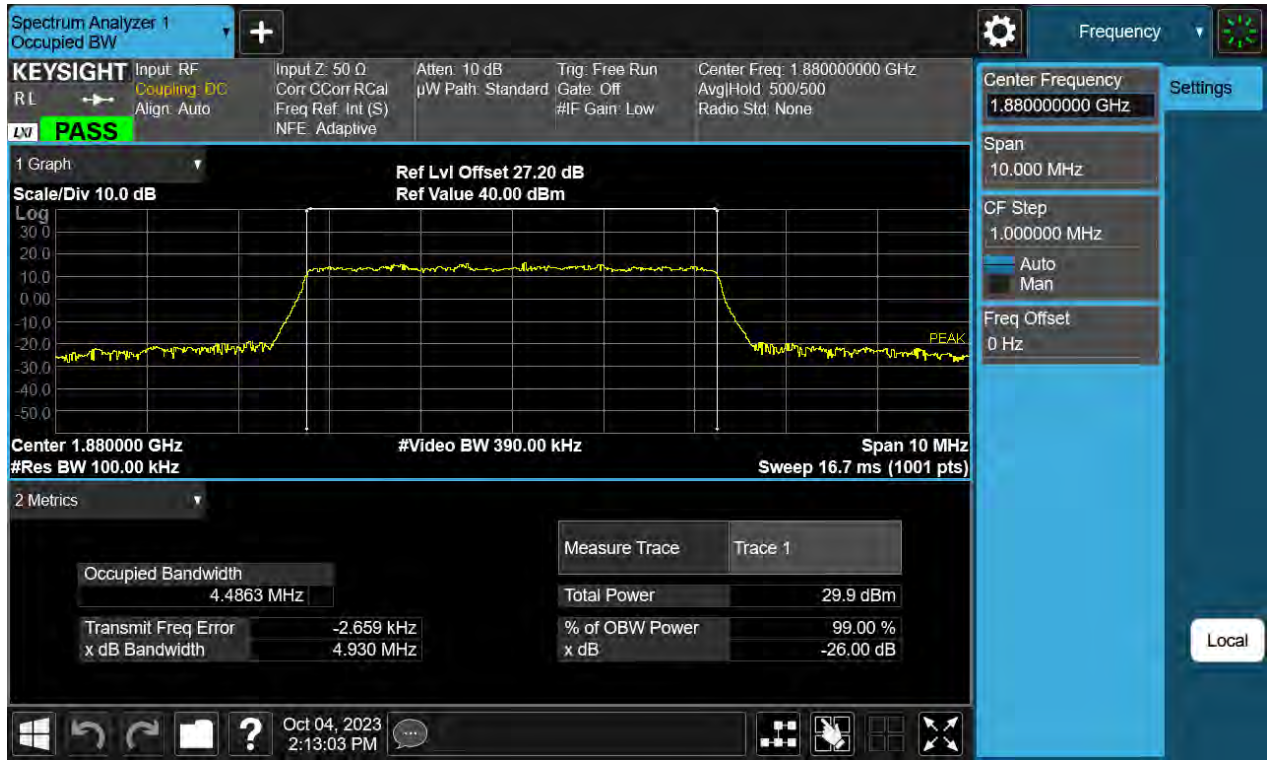 Spectrum Analyzer 1
Occupied BW
+
Frequency
KEYSIGHT
RL
LXI
PASS
Input: RF
Coupling: DC
Align: Auto
Input Z: 50 Ω
Corr CCorr RCal
Freq Ref: Int (S)
NFE: Adaptive
Atten: 10 dB
µW Path: Standard
Trig: Free Run
Gate: Off
#IF Gain: Low
Center Freq: 1.880000000 GHz
Avg|Hold: 500/500
Radio Std: None
1 Graph
Scale/Div 10.0 dB
Ref Lvl Offset 27.20 dB
Ref Value 40.00 dBm
Log
30.0
20.0
10.0
0.00
-10.0
-20.0
-30.0
-40.0
-50.0
PEAK
Center 1.880000 GHz
#Video BW 390.00 kHz
Span 10 MHz
#Res BW 100.00 kHz
Sweep 16.7 ms (1001 pts)
2 Metrics
Measure Trace
Trace 1
Occupied Bandwidth
4.4863 MHz
Total Power
29.9 dBm
Transmit Freq Error
-2.659 kHz
% of OBW Power
99.00 %
x dB Bandwidth
4.930 MHz
x dB
-26.00 dB
?
Oct 04, 2023
2:13:03 PM
Center Frequency
1.880000000 GHz
Settings
Span
10.000 MHz
CF Step
1.000000 MHz
Auto
Man
Freq Offset
0 Hz
Local